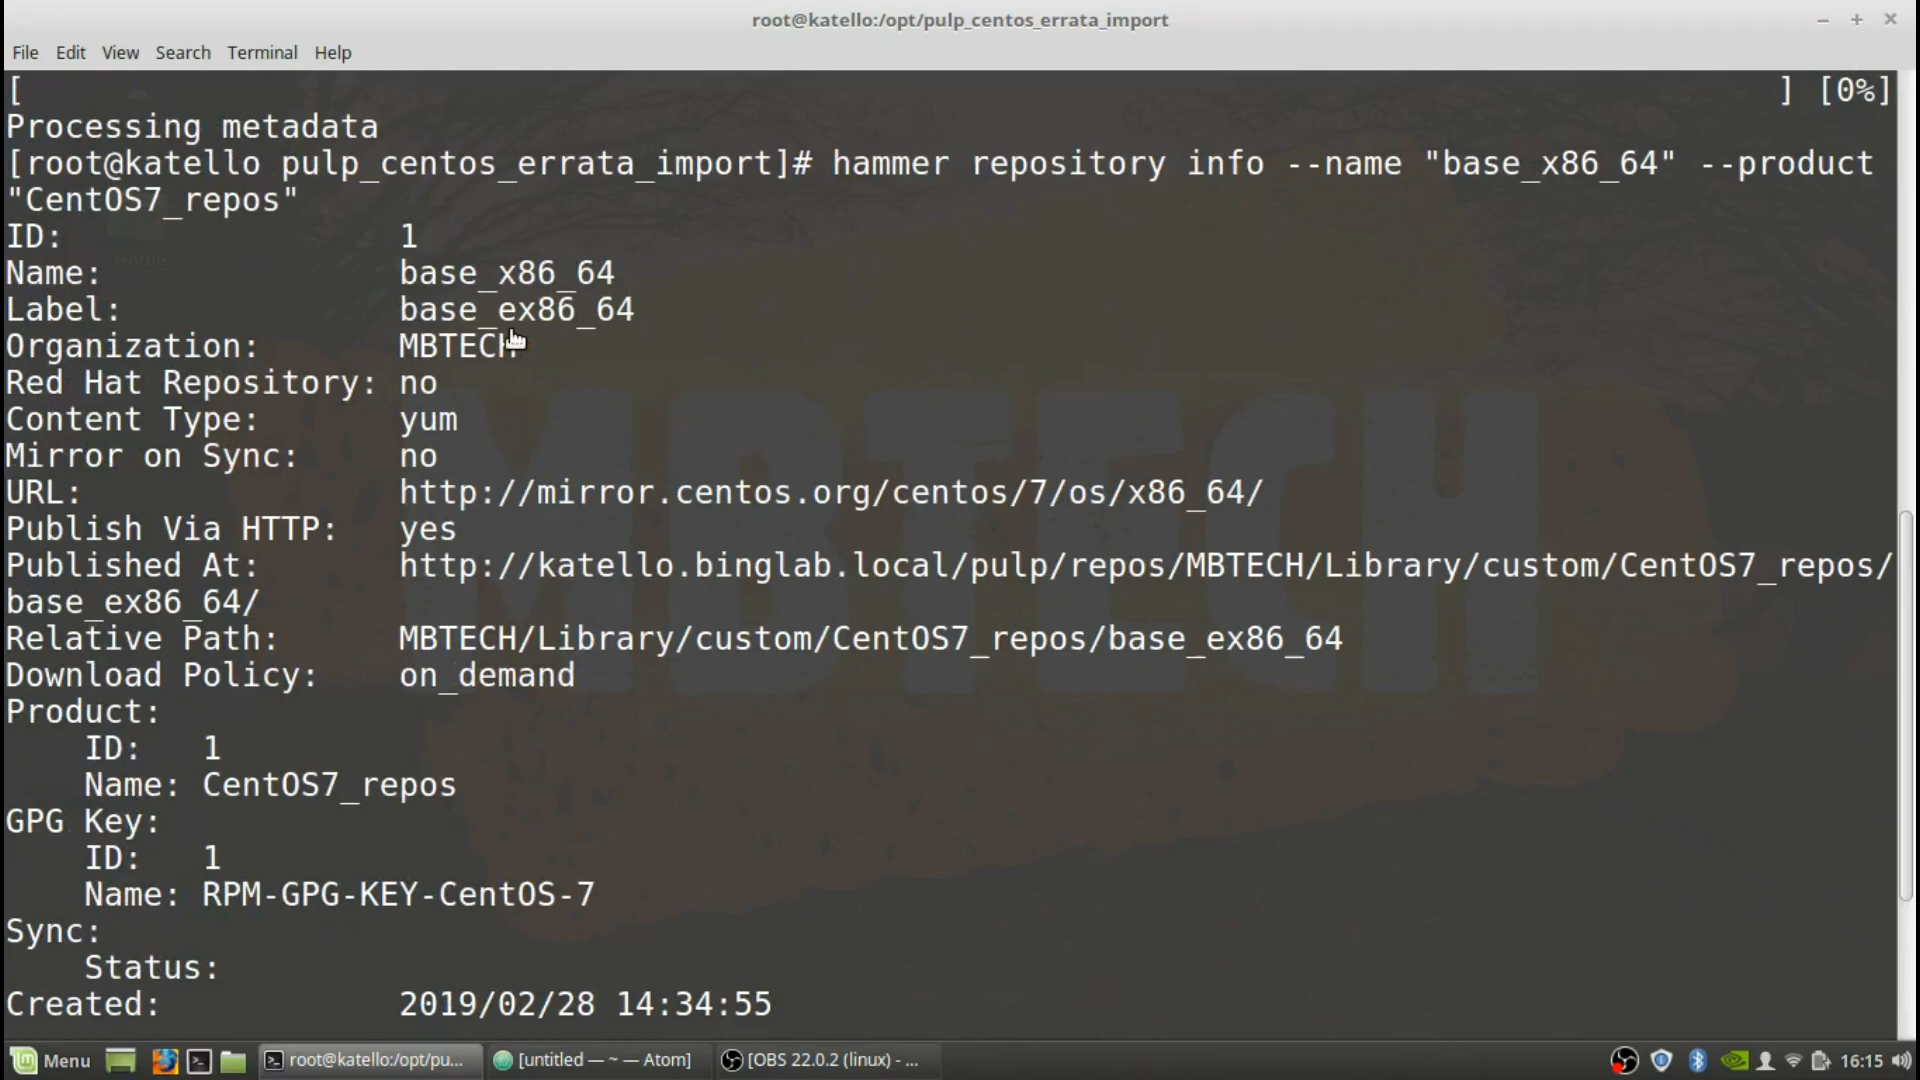 root@katello:/opt/pulp_centos_errata_import
File Edit View Search Terminal Help
[ ] [0%]
Processing metadata
[root@katello pulp_centos_errata_import]# hammer repository info --name "base_x86_64" --product
"CentOS7_repos"
ID: 1
Home
Name: base_x86_64
Label: base_ex86_64
Organization: MBTECH
Red Hat Repository: no
Content Type: yum
Mirror on Sync: no
MBTECH
URL: http://mirror.centos.org/centos/7/os/x86_64/
Publish Via HTTP: yes
Published At: http://katello.binglab.local/pulp/repos/MBTECH/Library/custom/CentOS7_repos/
base_ex86_64/
Relative Path: MBTECH/Library/custom/CentOS7_repos/base_ex86_64
Download Policy: on_demand
Product:
ID: 1
Name: CentOS7_repos
GPG Key:
ID: 1
Name: RPM-GPG-KEY-CentOS-7
Sync:
Status:
Created: 2019/02/28 14:34:55
Menu root@katello:/opt/pu... [untitled — ~ — Atom] [OBS 22.0.2 (linux) - ... 16:15